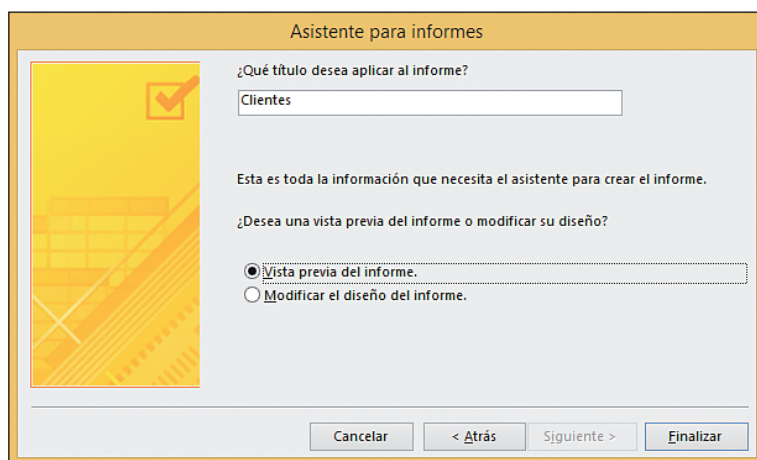 Asistente para informes
¿Qué título desea aplicar al informe?
Clientes
Esta es toda la información que necesita el asistente para crear el informe.
¿Desea una vista previa del informe o modificar su diseño?
Vista previa del informe.
Modificar el diseño del informe.
Cancelar
< Atrás
Siguiente >
Finalizar